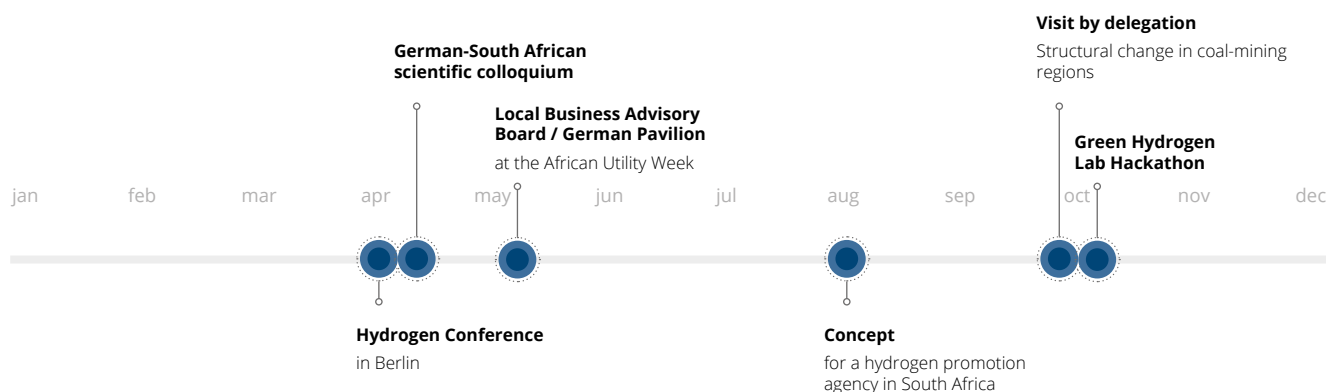 Visit by delegation
Structural change in coal-mining
regions
German-South African
scientific colloquium
Local Business Advisory
Board / German Pavilion
at the African Utility Week
Green Hydrogen
Lab Hackathon
jan feb mar apr may jun jul aug sep oct nov dec
Hydrogen Conference
in Berlin
Concept
for a hydrogen promotion
agency in South Africa